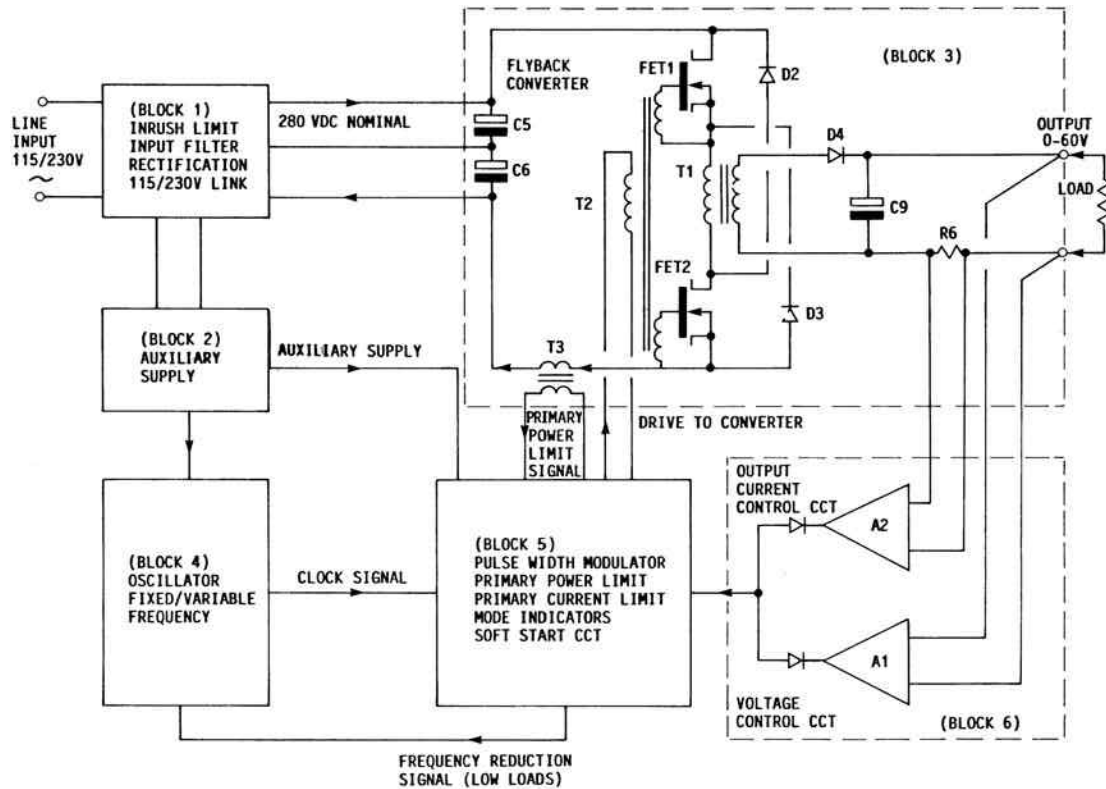 (BLOCK 3)
FLYBACK
CONVERTER
FET1
D2
(BLOCK 1)
INRUSH LIMIT
INPUT FILTER
RECTIFICATION
115/230V LINK
LINE
INPUT
115/230V
~
280 VDC NOMINAL
C5
C6
D4
OUTPUT
0-60V
T1
T2
C9
LOAD
R6
FET2
D3
T3
(BLOCK 2)
AUXILIARY
SUPPLY
AUXILIARY SUPPLY
PRIMARY
POWER
LIMIT
SIGNAL
DRIVE TO CONVERTER
OUTPUT
CURRENT
CONTROL CCT
A2
(BLOCK 4)
OSCILLATOR
FIXED/VARIABLE
FREQUENCY
CLOCK SIGNAL
(BLOCK 5)
PULSE WIDTH MODULATOR
PRIMARY POWER LIMIT
PRIMARY CURRENT LIMIT
MODE INDICATORS
SOFT START CCT
A1
VOLTAGE
CONTROL CCT
(BLOCK 6)
FREQUENCY REDUCTION
SIGNAL (LOW LOADS)